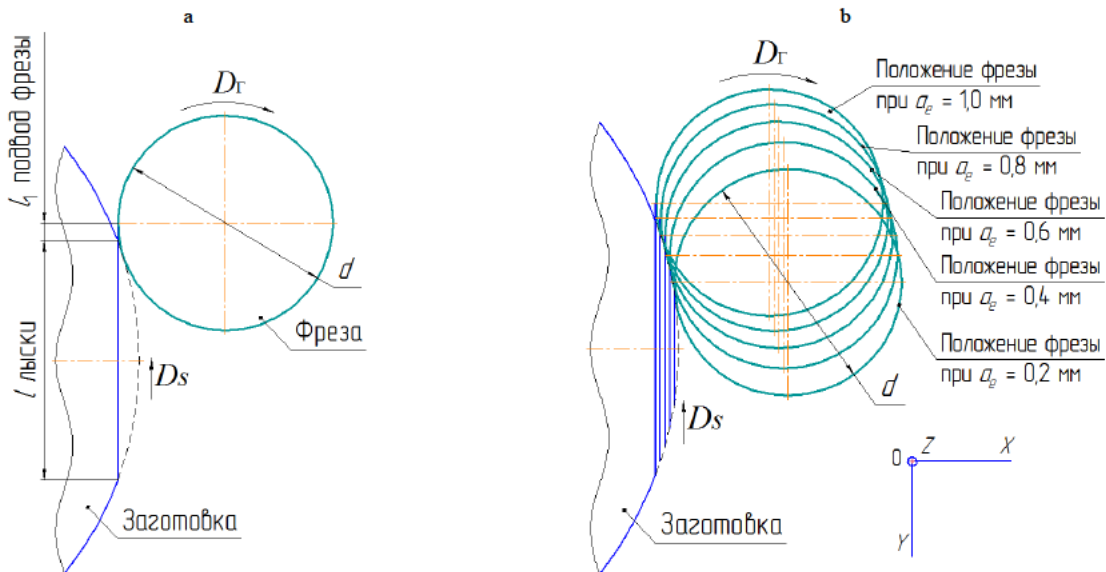 a
b
l₁ подвод фрезы
Dг
d
Фреза
l лыски
Ds
Заготовка
Dг
Положение фрезы
при aₑ = 1,0 мм
Положение фрезы
при aₑ = 0,8 мм
Положение фрезы
при aₑ = 0,6 мм
Положение фрезы
при aₑ = 0,4 мм
Положение фрезы
при aₑ = 0,2 мм
d
Ds
0 Z X
Y
Заготовка